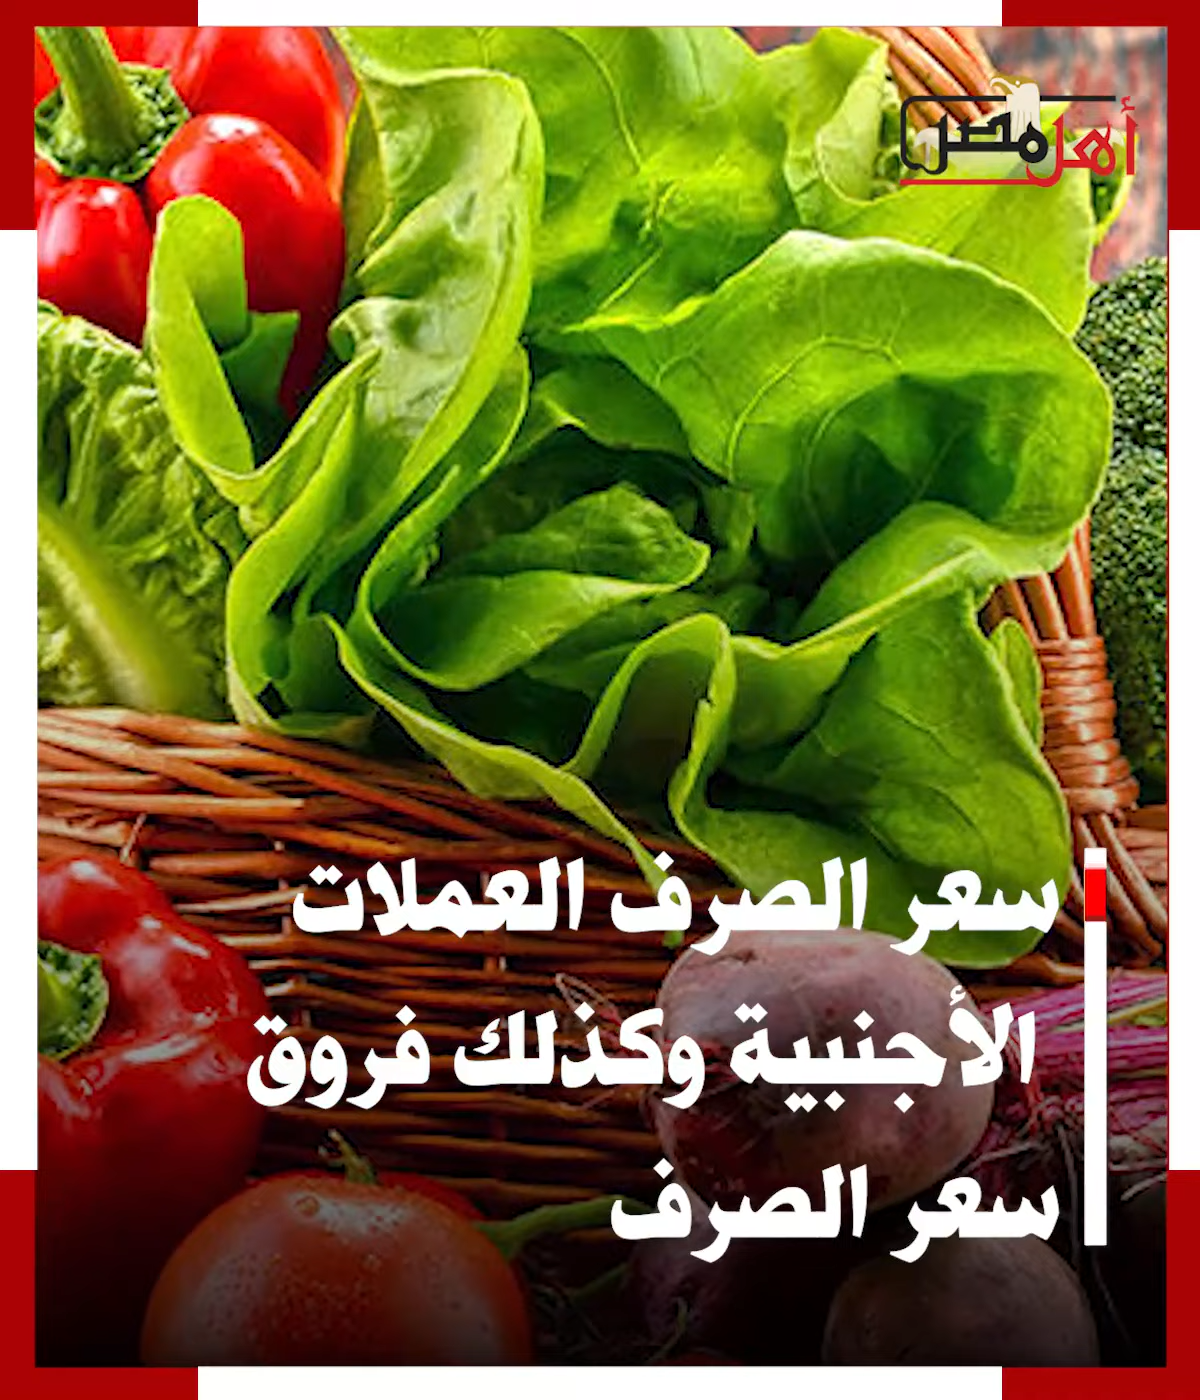 أهل مصر
سعر الصرف العملات
الأجنبية وكذلك فروق
سعر الصرف